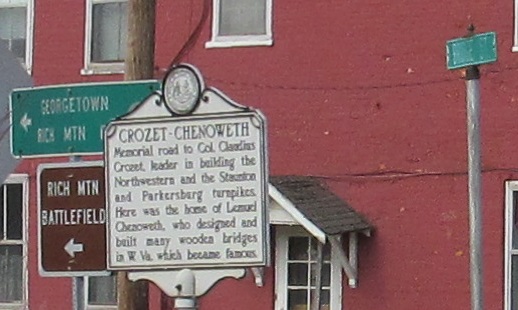 GEORGETOWN
RICH MTN
RICH MTN
BATTLEFIELD
CROZET-CHENOWETH
Memorial road to Col. Claudius
Crozet, leader in building the
Northwestern and the Staunton
and Parkersburg turnpikes.
Here was the home of Lemuel
Chenoweth, who designed and
built many wooden bridges
in W. Va. which became famous.